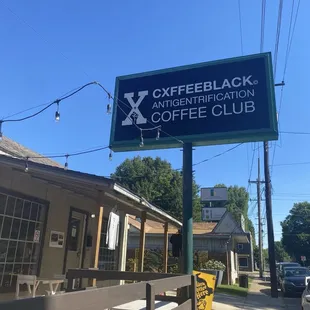 X CXFFEEBLACK®
ANTIGENTRIFICATION
COFFEE CLUB